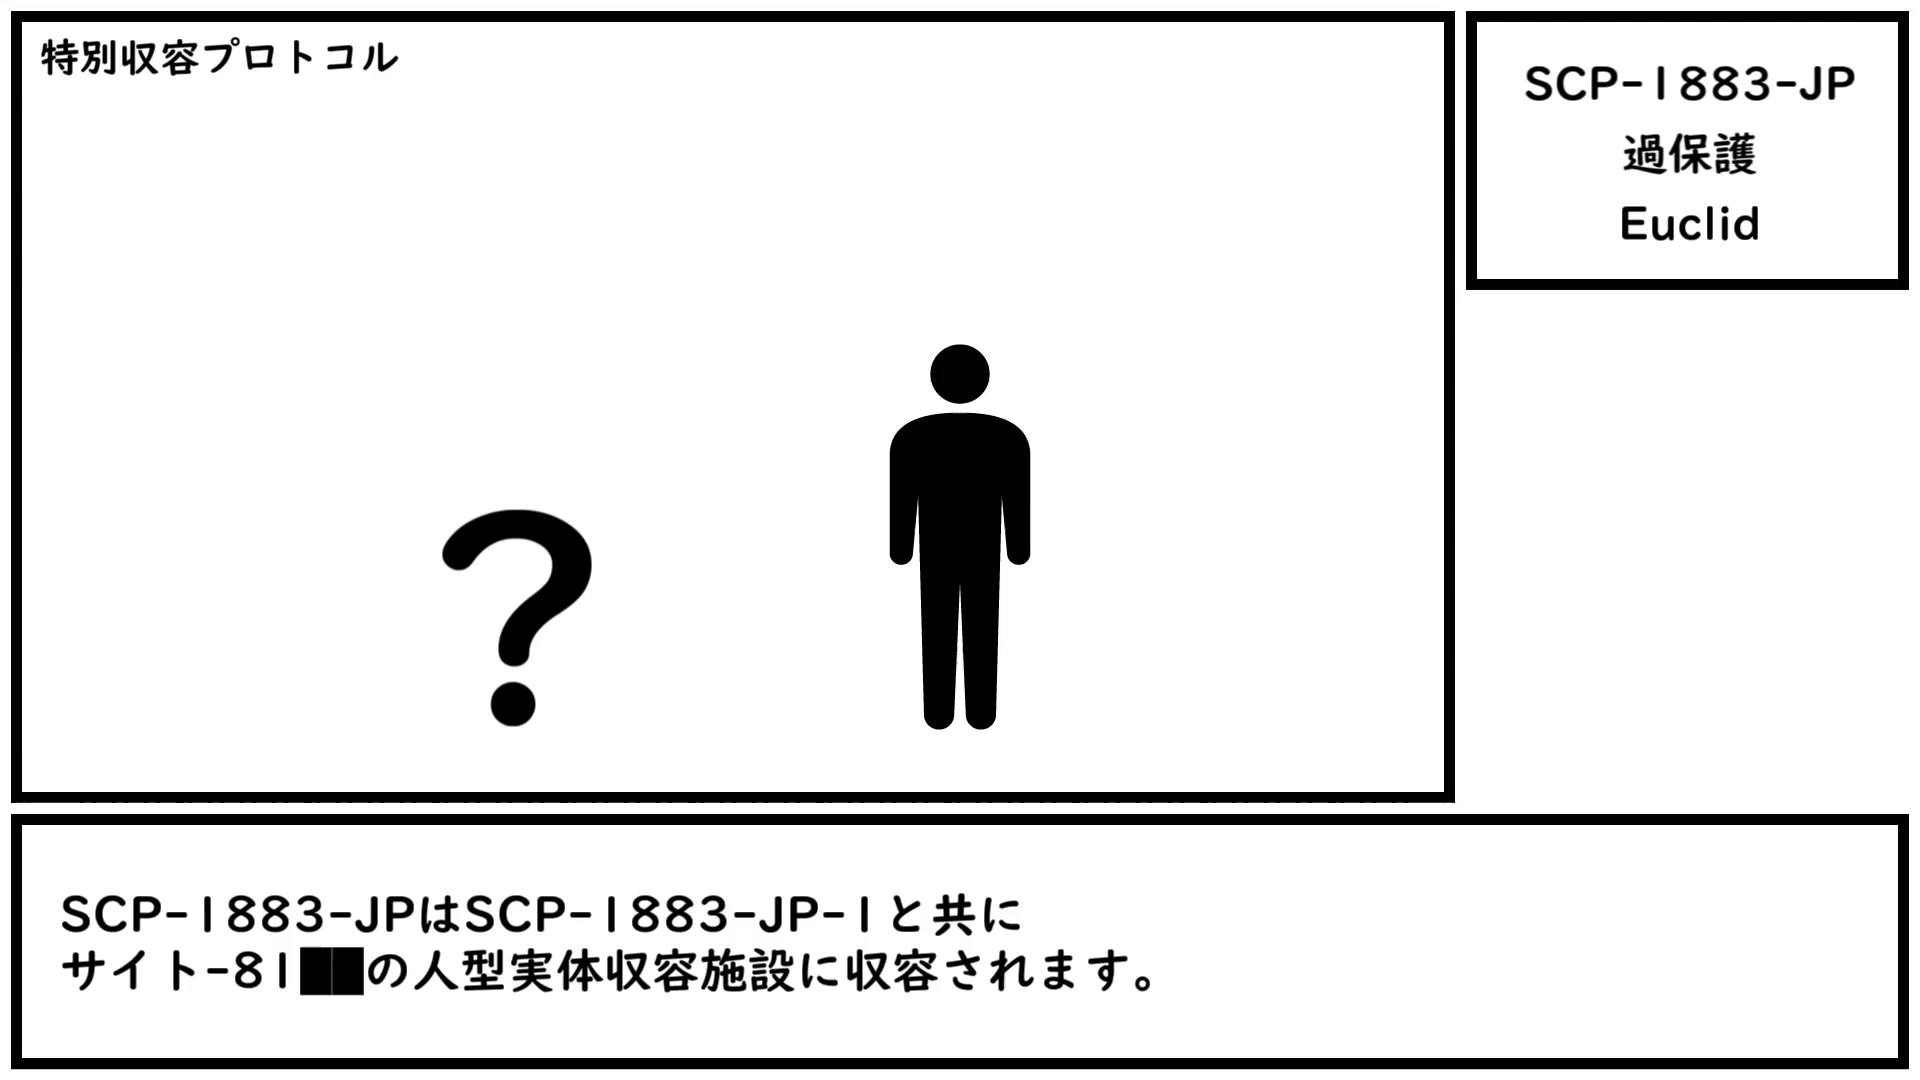 特別収容プロトコル
SCP-1883-JP
過保護
Euclid
?
SCP-1883-JPはSCP-1883-JP-1と共に
サイト-81██の人型実体収容施設に収容されます。